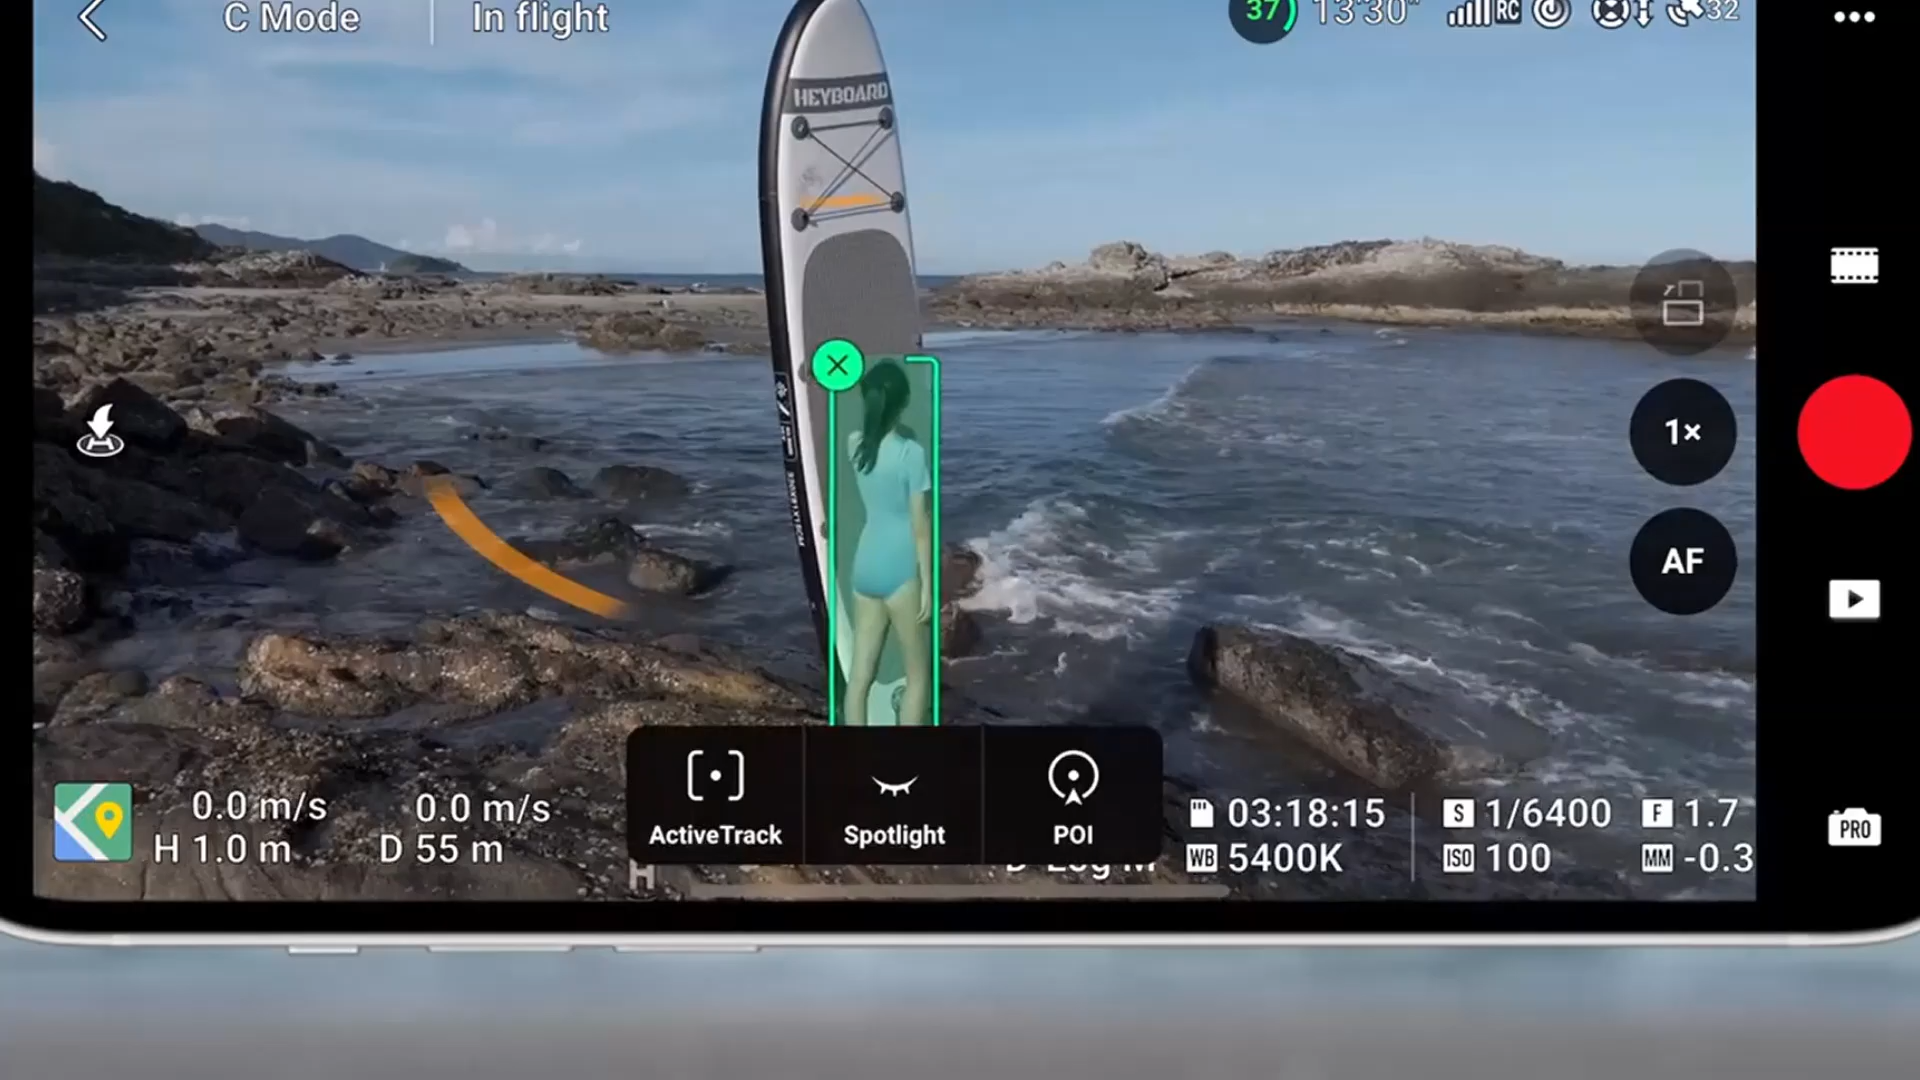 C Mode In flight 37 13'30" RC 32
HEYBOARD
1×
AF
0.0 m/s 0.0 m/s
H 1.0 m D 55 m
ActiveTrack Spotlight POI
03:18:15 S 1/6400 F 1.7
WB 5400K ISO 100 MM -0.3
PRO
H